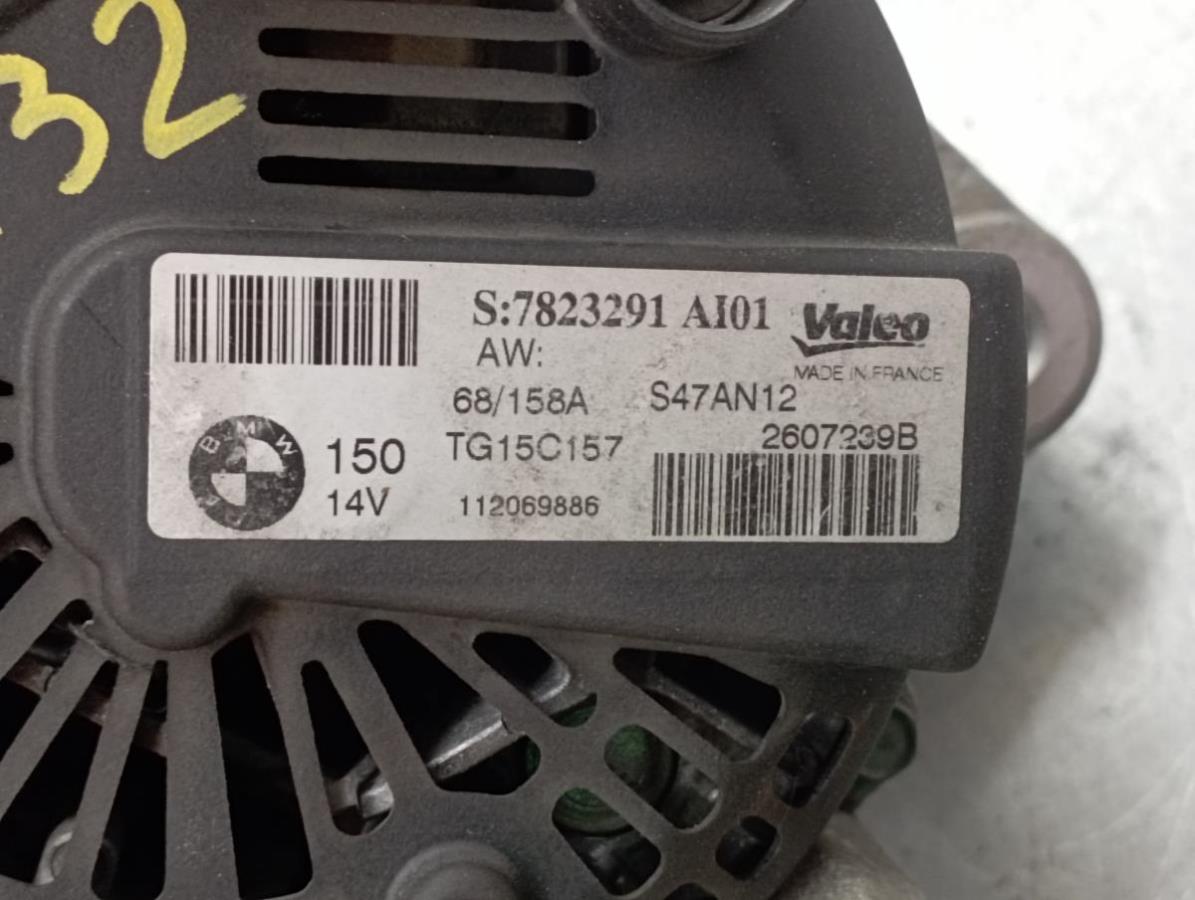 32
S:7823291 AI01
Valeo
AW:
MADE IN FRANCE
68/158A S47AN12
BMW
150
TG15C157
2607239B
14V
112069886